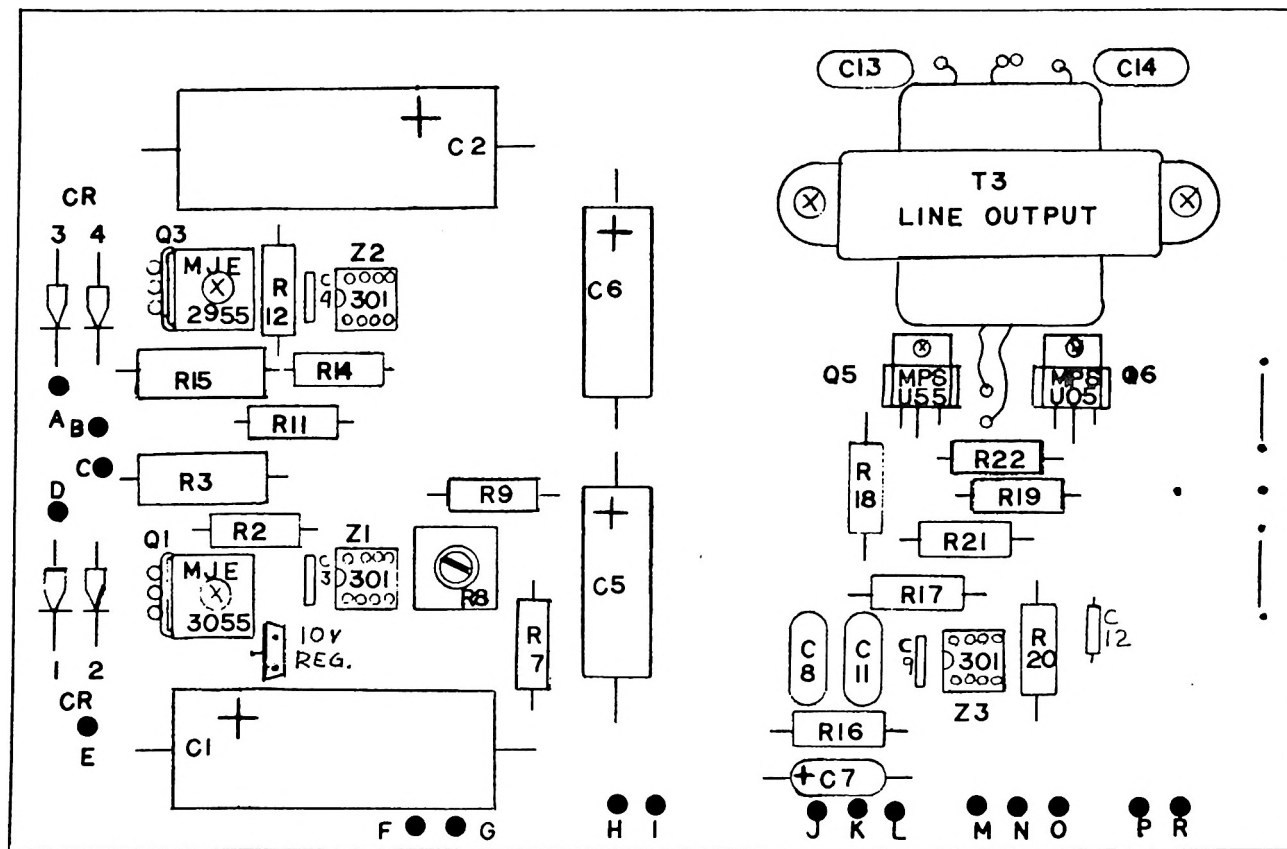 C13
C14
+
C2
CR
T3
LINE OUTPUT
3 4
Q3
MJE
2955
R
12
C
4
Z2
301
+
C6
R15
R14
Q5
MPS
U55
MPS
U05
Q6
A
B
R11
C
R3
R9
R22
R
18
R19
D
R2
R21
Q1
MJE
3055
C
3
Z1
301
R8
+
C5
R17
10V
REG.
R
7
C
8
C
11
C
9
301
R
20
C
12
1 2
CR
Z3
E
+
C1
R16
+ C7
F G
H I
J K L
M N O
P R